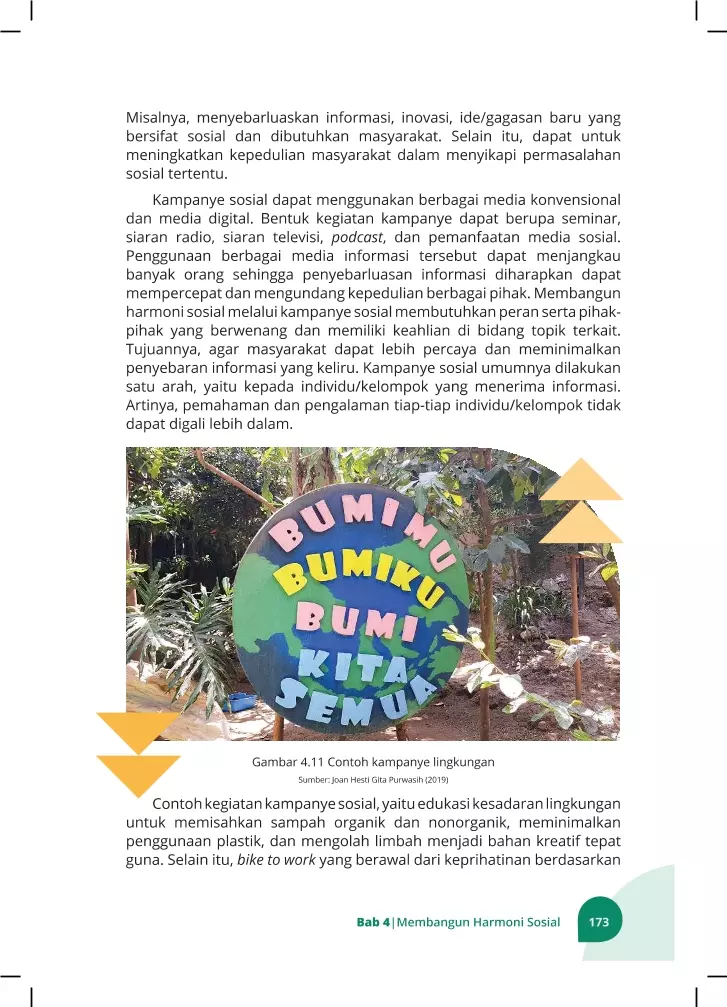 Misalnya, menyebarluaskan informasi, inovasi, ide/gagasan baru yang
bersifat sosial dan dibutuhkan masyarakat. Selain itu, dapat untuk
meningkatkan kepedulian masyarakat dalam menyikapi permasalahan
sosial tertentu.
Kampanye sosial dapat menggunakan berbagai media konvensional
dan media digital. Bentuk kegiatan kampanye dapat berupa seminar,
siaran radio, siaran televisi, podcast, dan pemanfaatan media sosial.
Penggunaan berbagai media informasi tersebut dapat menjangkau
banyak orang sehingga penyebarluasan informasi diharapkan dapat
mempercepat dan mengundang kepedulian berbagai pihak. Membangun
harmoni sosial melalui kampanye sosial membutuhkan peran serta pihak-
pihak yang berwenang dan memiliki keahlian di bidang topik terkait.
Tujuannya, agar masyarakat dapat lebih percaya dan meminimalkan
penyebaran informasi yang keliru. Kampanye sosial umumnya dilakukan
satu arah, yaitu kepada individu/kelompok yang menerima informasi.
Artinya, pemahaman dan pengalaman tiap-tiap individu/kelompok tidak
dapat digali lebih dalam.
BUMIMU
BUMIKU
BUMI
KITA
SEMUA
Gambar 4.11 Contoh kampanye lingkungan
Sumber: Joan Hesti Gita Purwasih (2019)
Contoh kegiatan kampanye sosial, yaitu edukasi kesadaran lingkungan
untuk memisahkan sampah organik dan nonorganik, meminimalkan
penggunaan plastik, dan mengolah limbah menjadi bahan kreatif tepat
guna. Selain itu, bike to work yang berawal dari keprihatinan berdasarkan
Bab 4|Membangun Harmoni Sosial 173